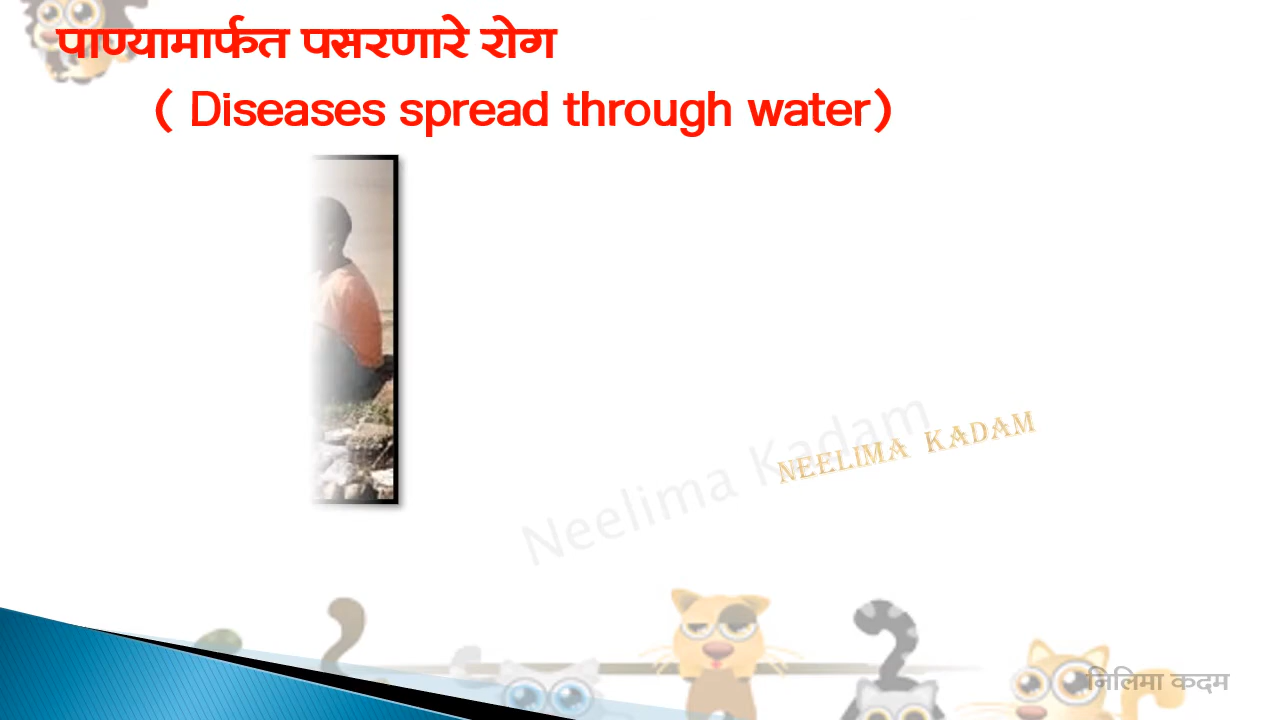 पाण्यामार्फत पसरणारे रोग
( Diseases spread through water)
NEELIMA KADAM
Neelima Kadam
निलिमा कदम